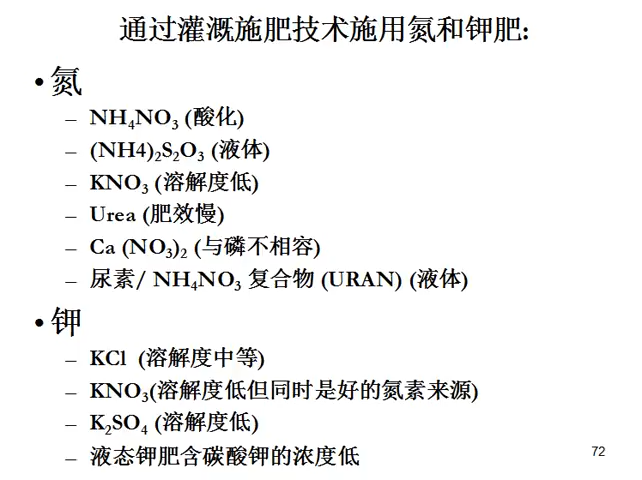 通过灌溉施肥技术施用氮和钾肥:
• 氮
– NH₄NO₃ (酸化)
– (NH4)₂S₂O₃ (液体)
– KNO₃ (溶解度低)
– Urea (肥效慢)
– Ca (NO₃)₂ (与磷不相容)
– 尿素/ NH₄NO₃ 复合物 (URAN) (液体)
• 钾
– KCl (溶解度中等)
– KNO₃(溶解度低但同时是好的氮素来源)
– K₂SO₄ (溶解度低)
– 液态钾肥含碳酸钾的浓度低
72